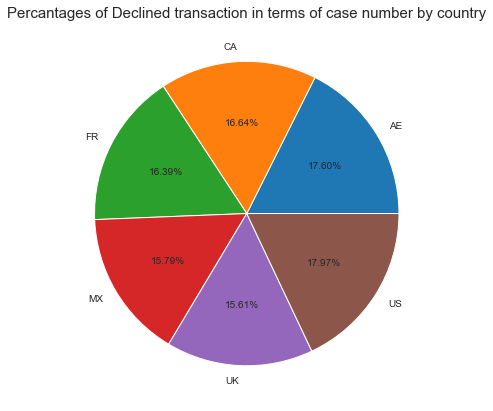 Percantages of Declined transaction in terms of case number by country
CA
AE
16.64%
FR
17.60%
16.39%
15.79%
17.97%
MX
15.61%
US
UK